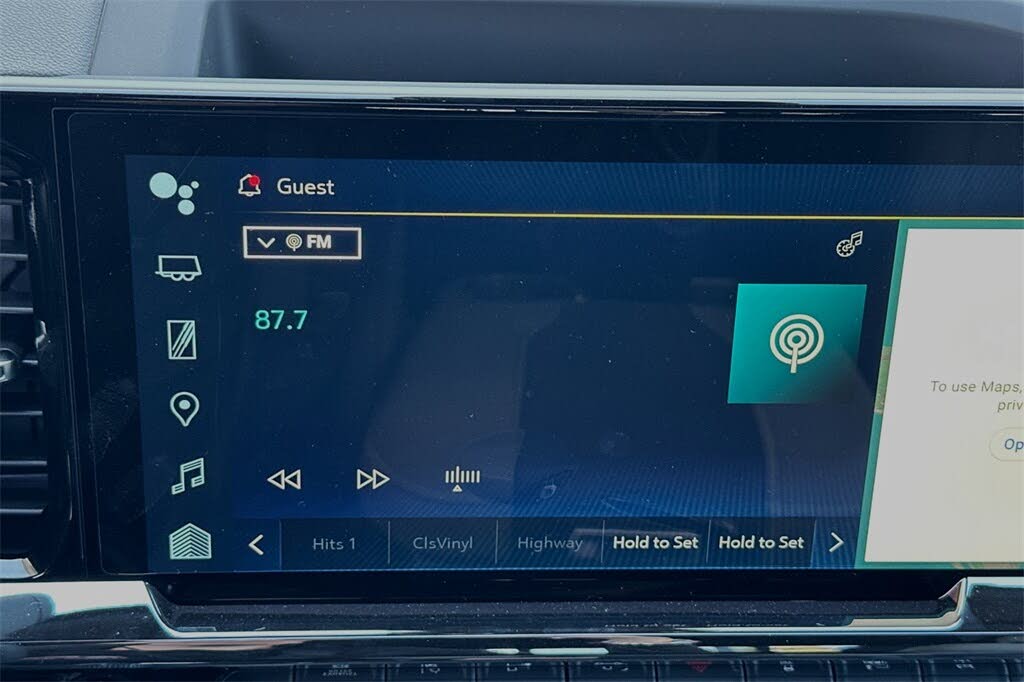 Guest
FM
87.7
To use Maps,
priv
Op
Hits 1 ClsVinyl Highway Hold to Set Hold to Set